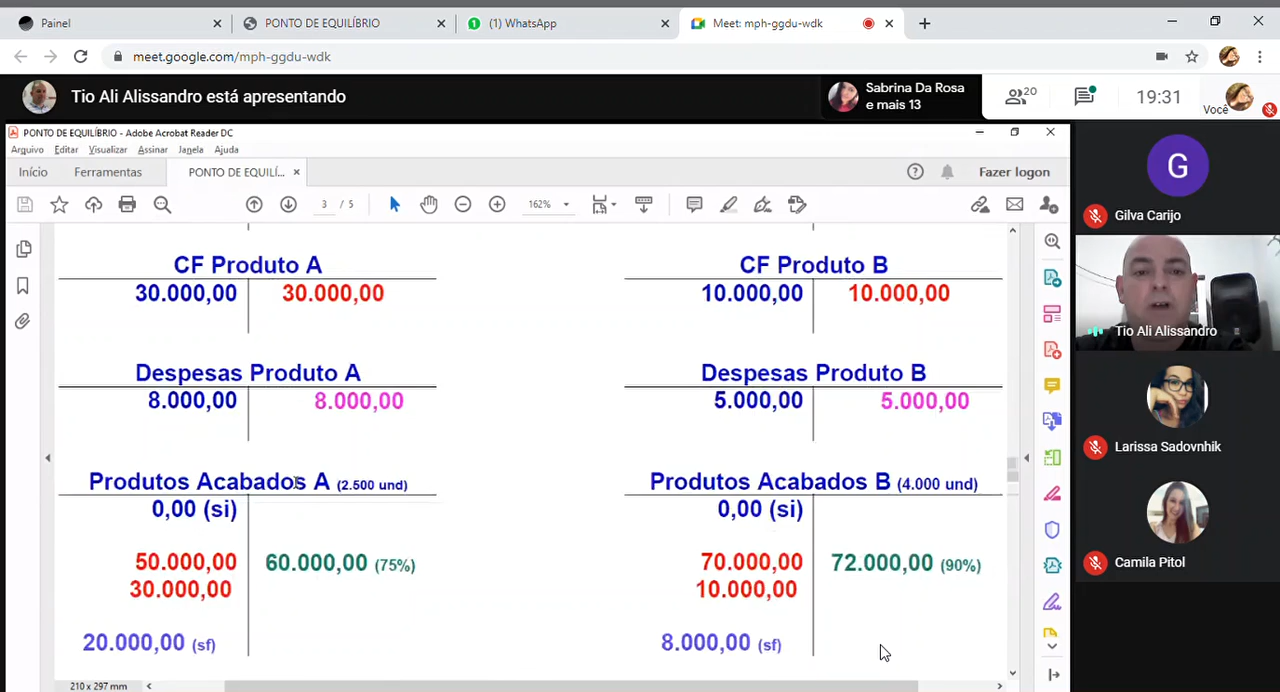 Painel
PONTO DE EQUILÍBRIO
(1) WhatsApp
Meet: mph-ggdu-wdk
meet.google.com/mph-ggdu-wdk
Tio Ali Alissandro está apresentando
Sabrina Da Rosa
e mais 13
20
19:31
Você
PONTO DE EQUILÍBRIO - Adobe Acrobat Reader DC
Arquivo Editar Visualizar Assinar Janela Ajuda
Início Ferramentas PONTO DE EQUILÍ... Fazer logon
3 / 5 162%
CF Produto A
30.000,00 30.000,00
CF Produto B
10.000,00 10.000,00
Despesas Produto A
8.000,00 8.000,00
Despesas Produto B
5.000,00 5.000,00
Produtos Acabados A (2.500 und)
0,00 (si)
50.000,00 60.000,00 (75%)
30.000,00
20.000,00 (sf)
Produtos Acabados B (4.000 und)
0,00 (si)
70.000,00 72.000,00 (90%)
10.000,00
8.000,00 (sf)
210 x 297 mm
G
Gilva Carijo
Tio Ali Alissandro
Larissa Sadovnhik
Camila Pitol